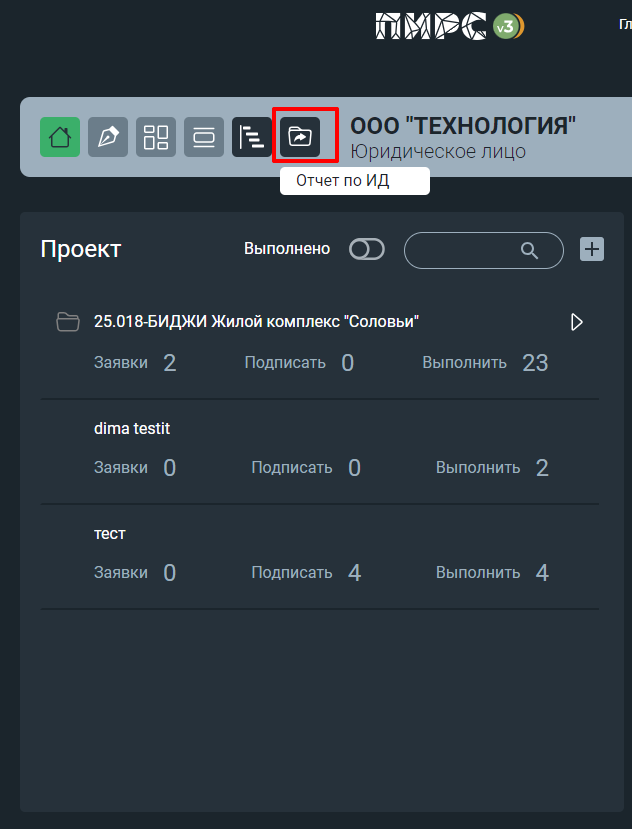 ПИРС v3
Гл
ООО "ТЕХНОЛОГИЯ"
Юридическое лицо
Отчет по ИД
Проект
Выполнено
25.018-БИДЖИ Жилой комплекс "Соловьи"
Заявки 2 Подписать 0 Выполнить 23
dima testit
Заявки 0 Подписать 0 Выполнить 2
тест
Заявки 0 Подписать 4 Выполнить 4